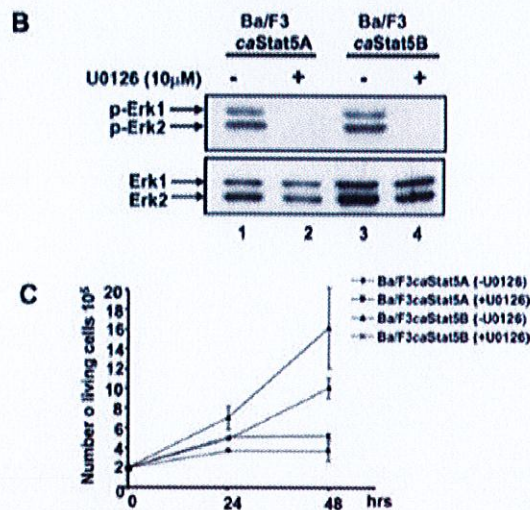 B
Ba/F3 Ba/F3
caStat5A caStat5B
U0126 (10µM) - + - +
p-Erk1
p-Erk2
Erk1
Erk2
1 2 3 4
C
Number o living cells 10⁵
20
18
16
14
12
10
8
6
4
2
0 24 48 hrs
Ba/F3caStat5A (-U0126)
Ba/F3caStat5A (+U0126)
Ba/F3caStat5B (-U0126)
Ba/F3caStat5B (+U0126)